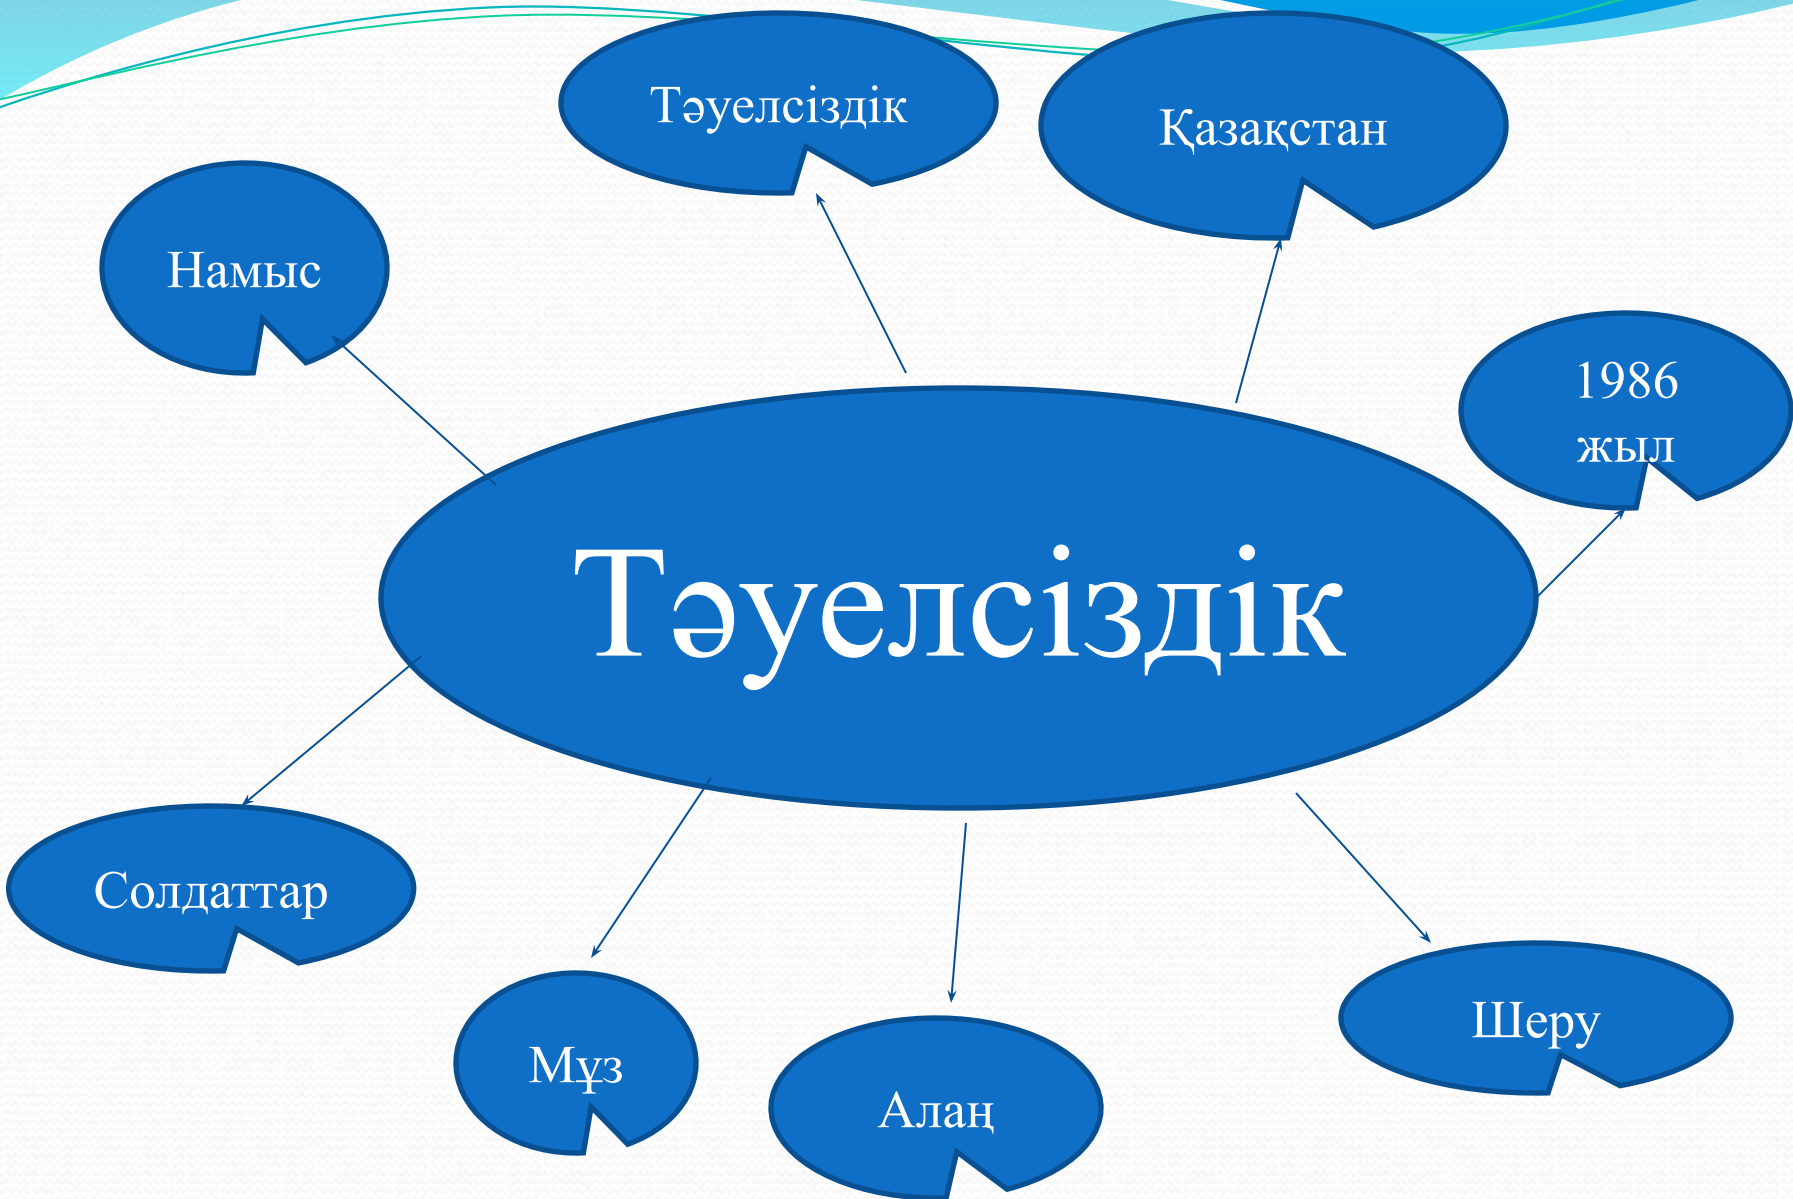 Тәуелсіздік
Қазақстан
Намыс
1986
жыл
Тәуелсіздік
Солдаттар
Мұз
Алаң
Шеру